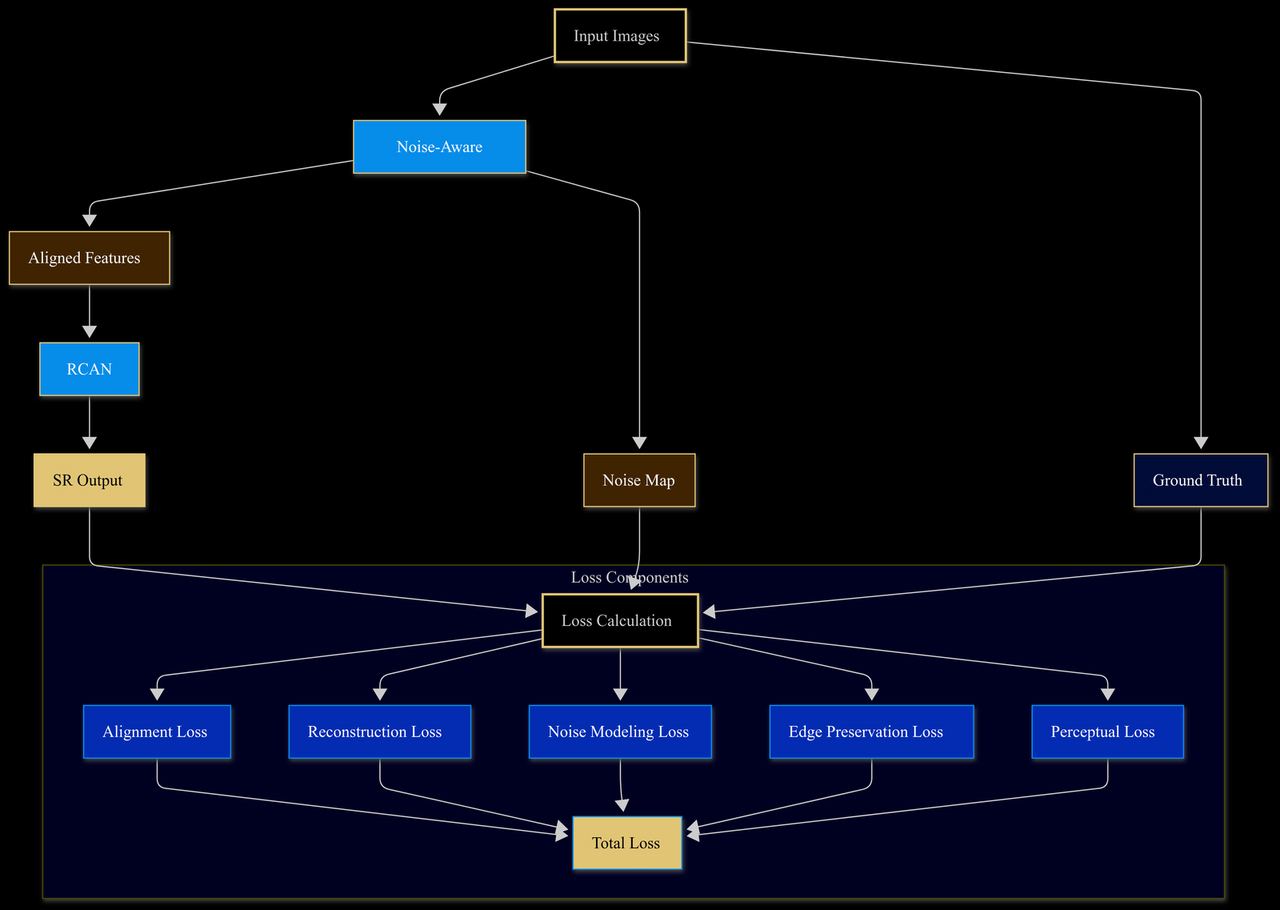 Input Images
Noise-Aware
Aligned Features
RCAN
SR Output
Noise Map
Ground Truth
Loss Components
Loss Calculation
Alignment Loss
Reconstruction Loss
Noise Modeling Loss
Edge Preservation Loss
Perceptual Loss
Total Loss